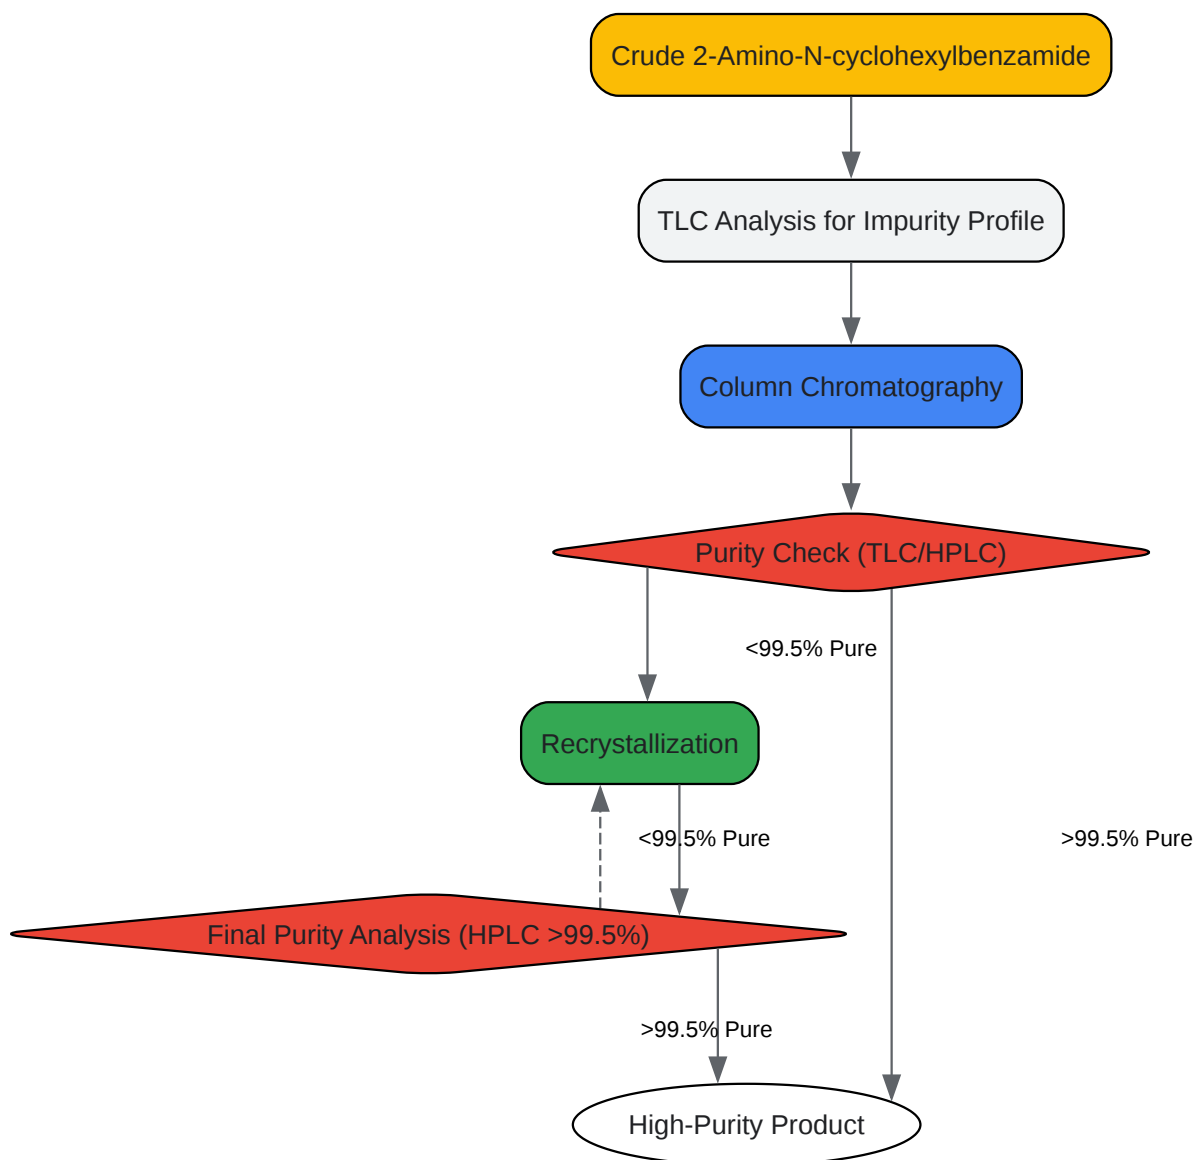 Crude 2-Amino-N-cyclohexylbenzamide
TLC Analysis for Impurity Profile
Column Chromatography
Purity Check (TLC/HPLC)
<99.5% Pure
Recrystallization
<99.5% Pure
>99.5% Pure
Final Purity Analysis (HPLC >99.5%)
>99.5% Pure
High-Purity Product